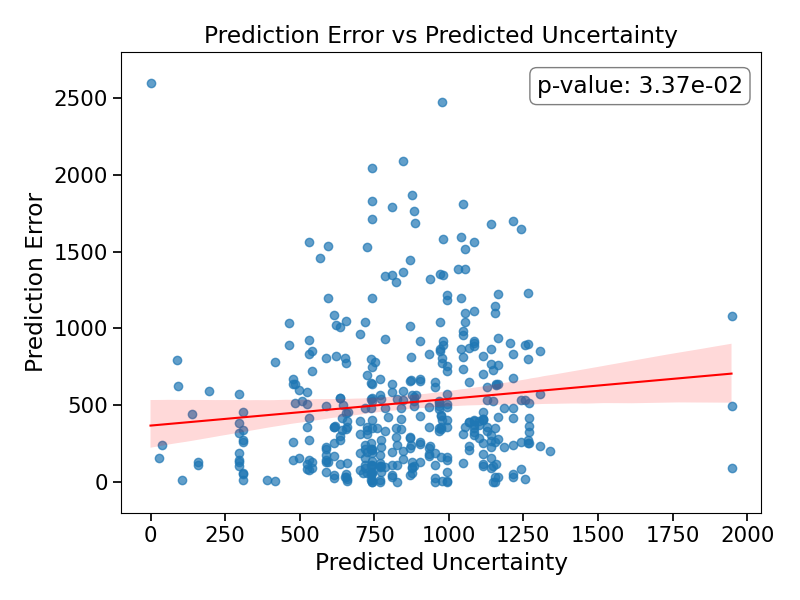 Prediction Error vs Predicted Uncertainty
p-value: 3.37e-02
Prediction Error
2500
2000
1500
1000
500
0
0 250 500 750 1000 1250 1500 1750 2000
Predicted Uncertainty